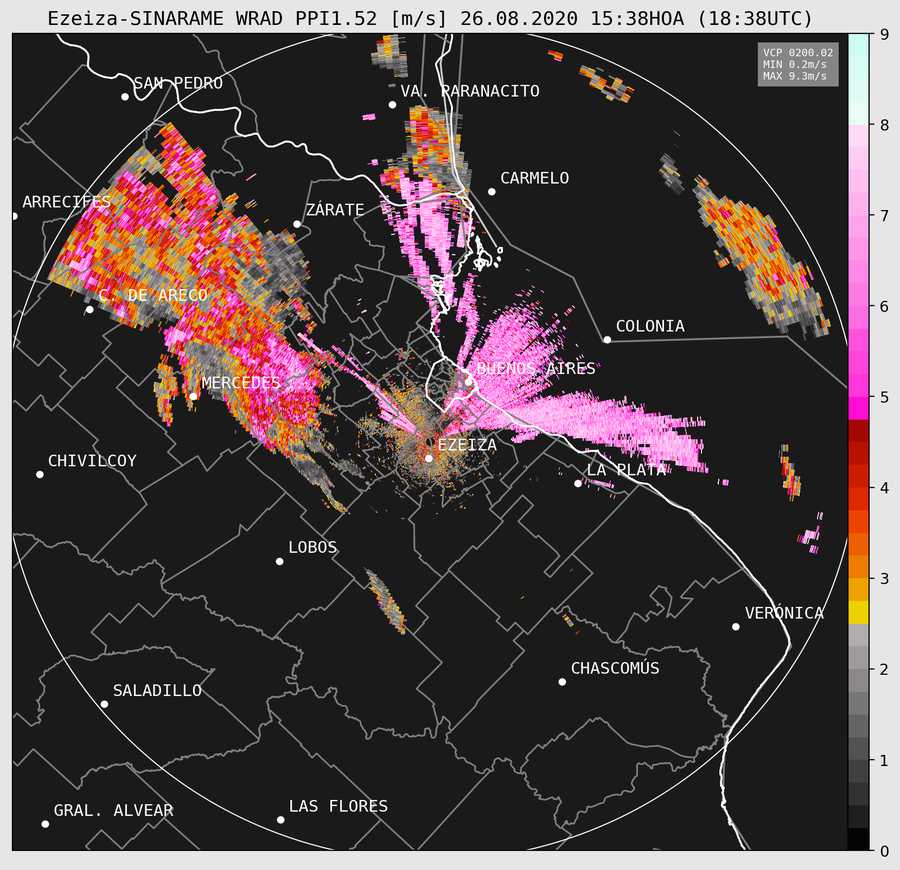 Ezeiza-SINARAME WRAD PPI1.52 [m/s] 26.08.2020 15:38HOA (18:38UTC)
VCP 0200.02
MIN 0.2m/s
MAX 9.3m/s
SAN PEDRO
VA. PARANACITO
CARMELO
ARRECIFES
ZÁRATE
C. DE ARECO
COLONIA
BUENOS AIRES
MERCEDES
EZEIZA
CHIVILCOY
LA PLATA
LOBOS
VERÓNICA
CHASCOMÚS
SALADILLO
GRAL. ALVEAR
LAS FLORES
9
8
7
6
5
4
3
2
1
0